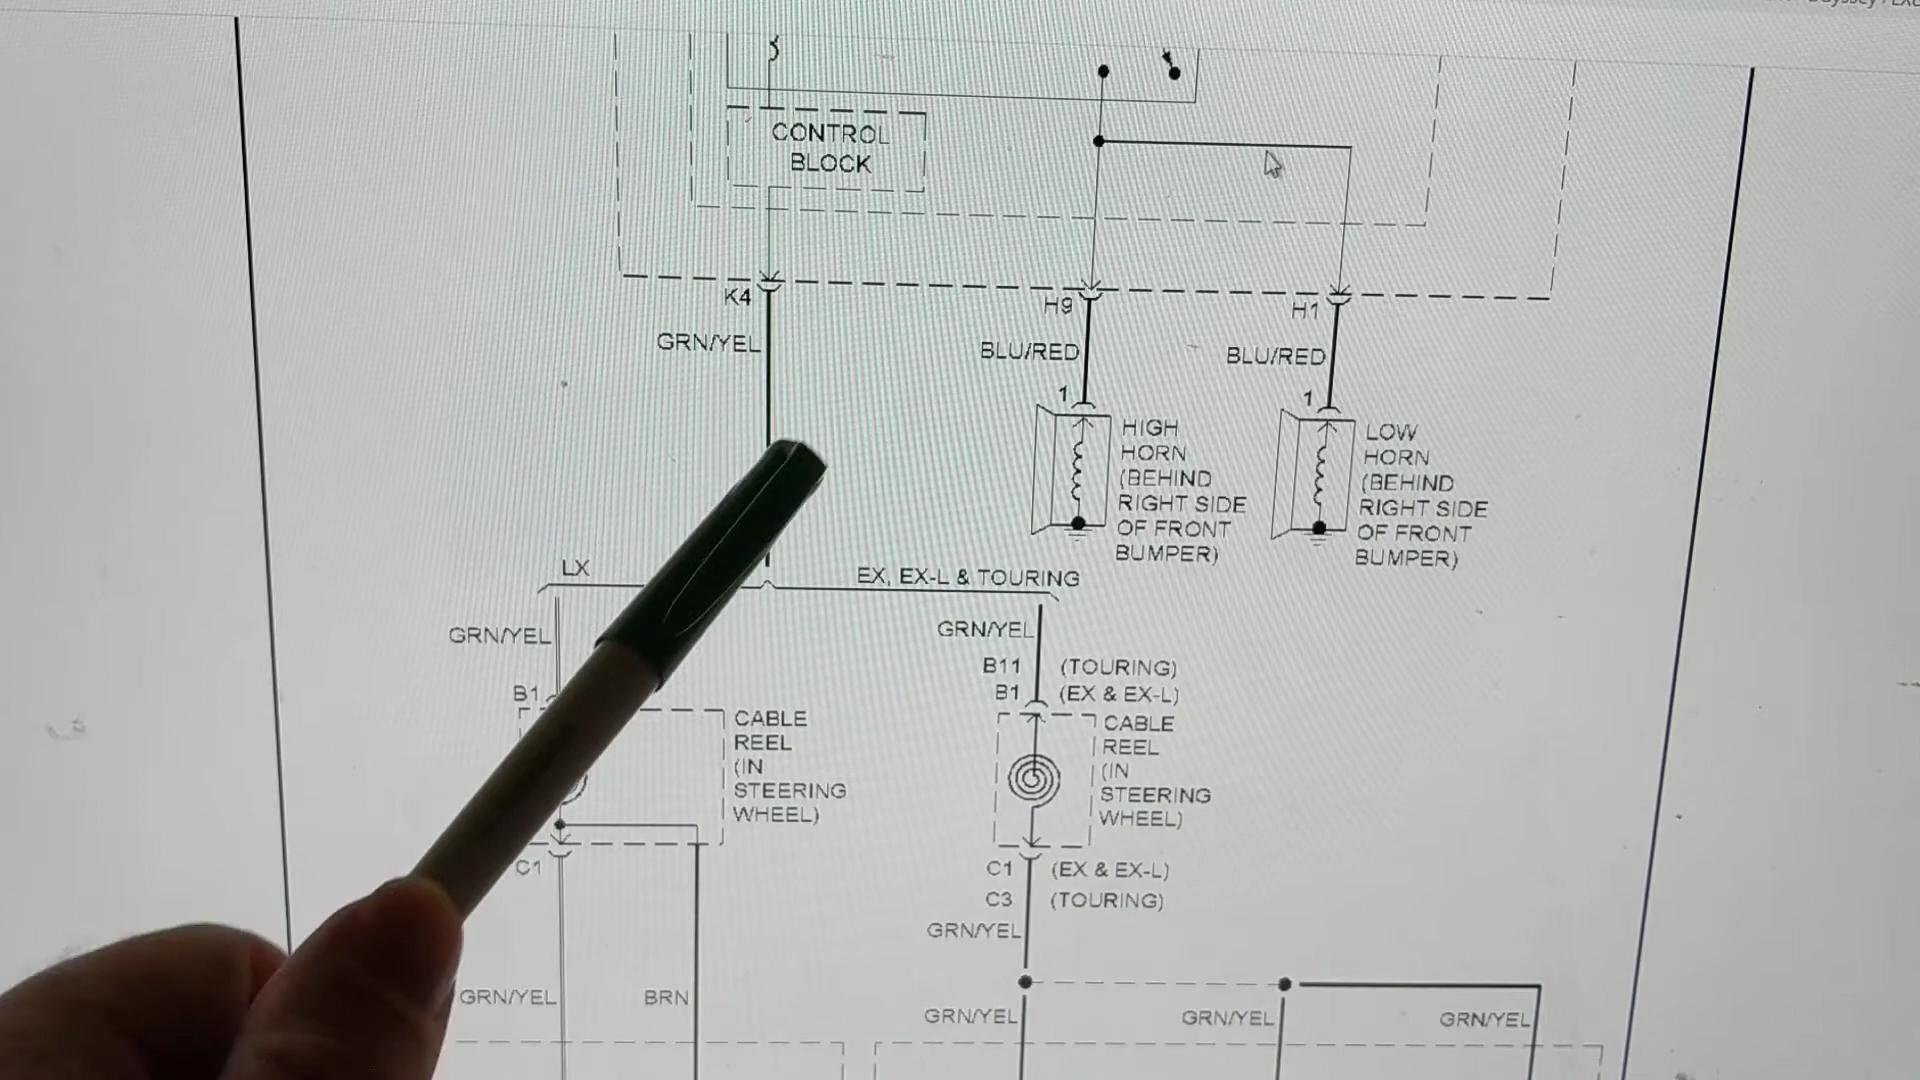 CONTROL
BLOCK
K4
H9
H1
GRN/YEL
BLU/RED
BLU/RED
1
1
HIGH
HORN
(BEHIND
RIGHT SIDE
OF FRONT
BUMPER)
LOW
HORN
(BEHIND
RIGHT SIDE
OF FRONT
BUMPER)
LX
EX, EX-L & TOURING
GRN/YEL
GRN/YEL
B11 (TOURING)
B1
B1 (EX & EX-L)
CABLE
REEL
(IN
STEERING
WHEEL)
CABLE
REEL
(IN
STEERING
WHEEL)
C1
C1 (EX & EX-L)
C3 (TOURING)
GRN/YEL
GRN/YEL
BRN
GRN/YEL
GRN/YEL
GRN/YEL